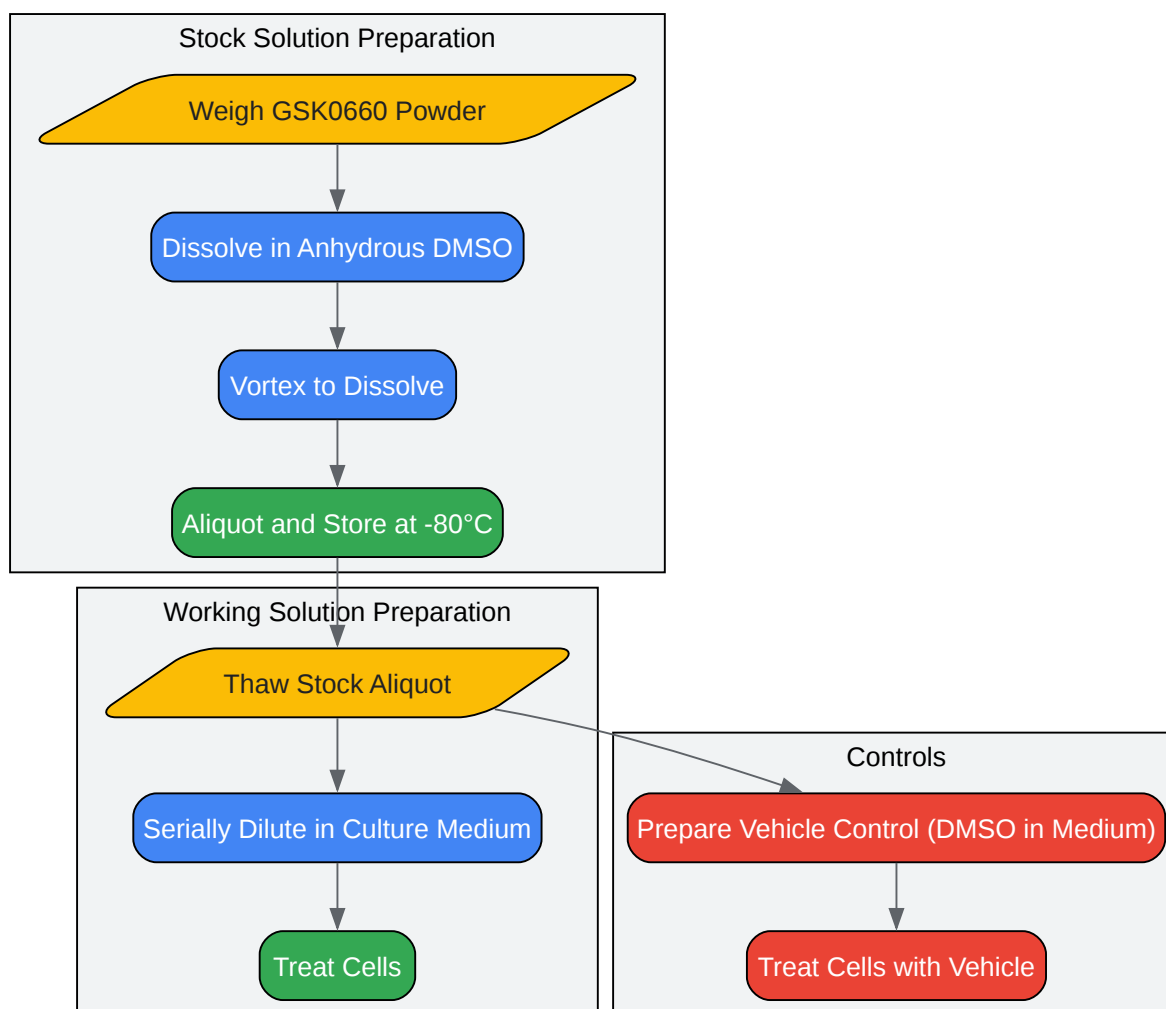 Stock Solution Preparation
Weigh GSK0660 Powder
Dissolve in Anhydrous DMSO
Vortex to Dissolve
Aliquot and Store at -80°C
Working Solution Preparation
Thaw Stock Aliquot
Serially Dilute in Culture Medium
Treat Cells
Controls
Prepare Vehicle Control (DMSO in Medium)
Treat Cells with Vehicle